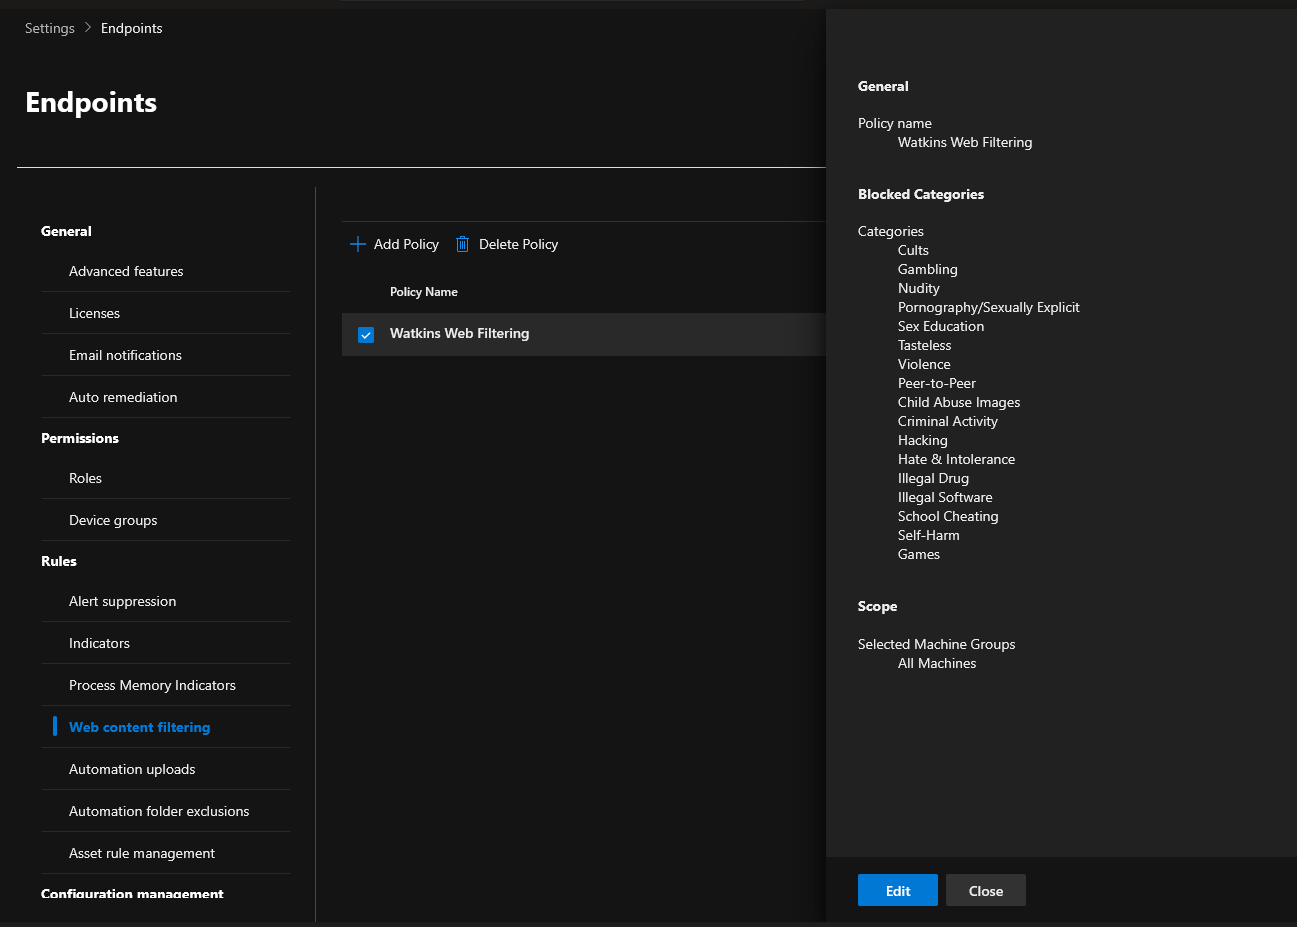 Settings > Endpoints
Endpoints
General
Advanced features
Licenses
Email notifications
Auto remediation
Permissions
Roles
Device groups
Rules
Alert suppression
Indicators
Process Memory Indicators
Web content filtering
Automation uploads
Automation folder exclusions
Asset rule management
Configuration management
Add Policy Delete Policy
Policy Name
Watkins Web Filtering
General
Policy name
Watkins Web Filtering
Blocked Categories
Categories
Cults
Gambling
Nudity
Pornography/Sexually Explicit
Sex Education
Tasteless
Violence
Peer-to-Peer
Child Abuse Images
Criminal Activity
Hacking
Hate & Intolerance
Illegal Drug
Illegal Software
School Cheating
Self-Harm
Games
Scope
Selected Machine Groups
All Machines
Edit Close